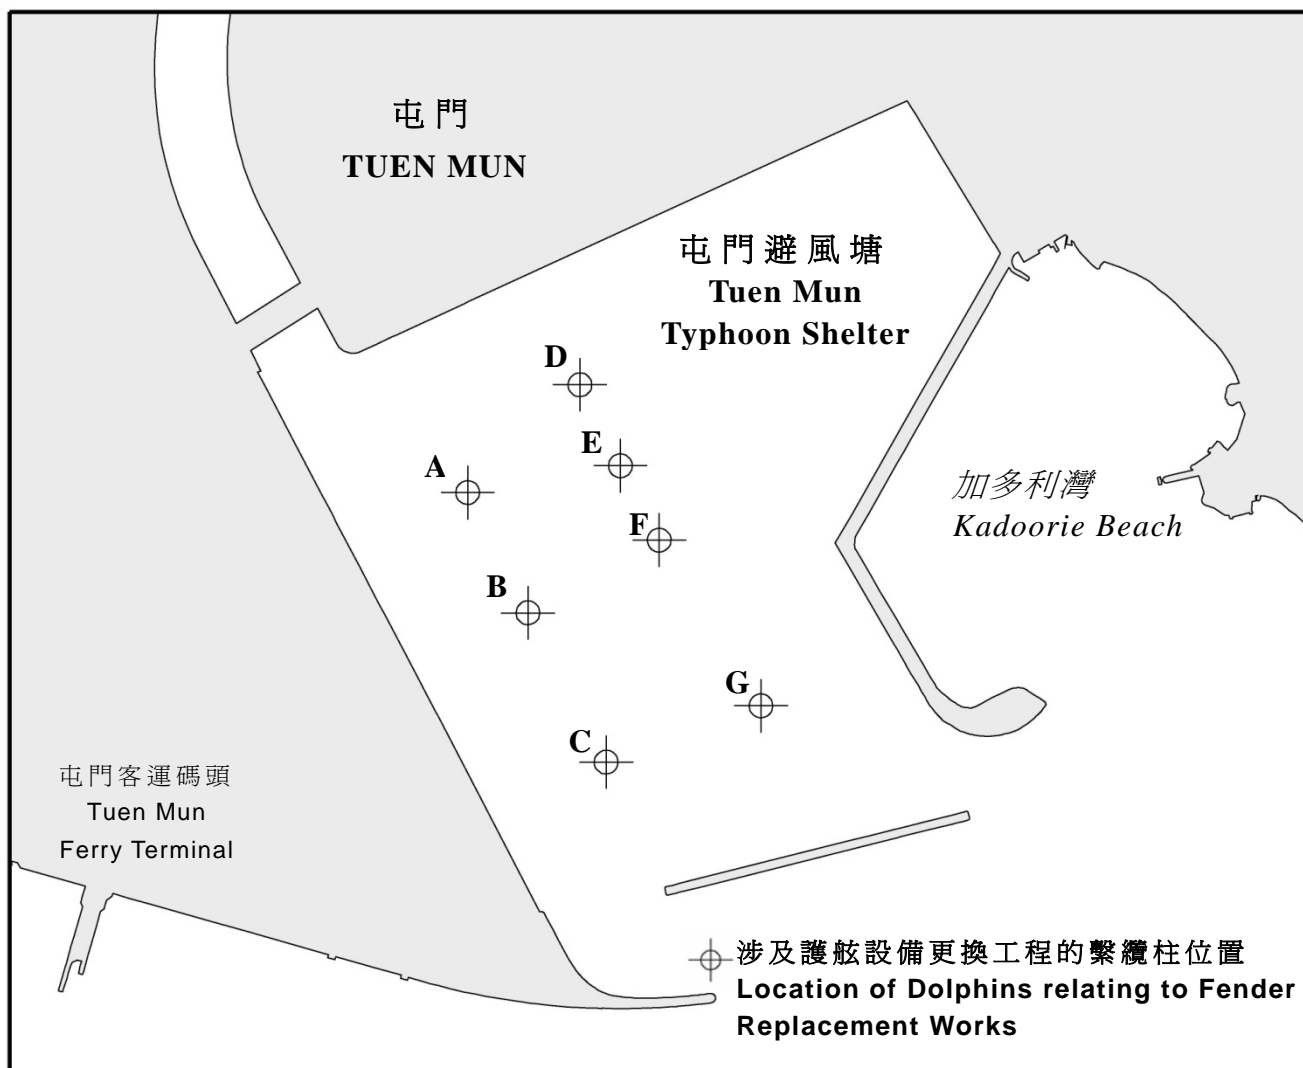 屯門
TUEN MUN
屯門避風塘
Tuen Mun
Typhoon Shelter
D
E
A
F
B
加多利灣
Kadoorie Beach
G
C
屯門客運碼頭
Tuen Mun
Ferry Terminal
涉及護舷設備更換工程的繫纜柱位置
Location of Dolphins relating to Fender
Replacement Works